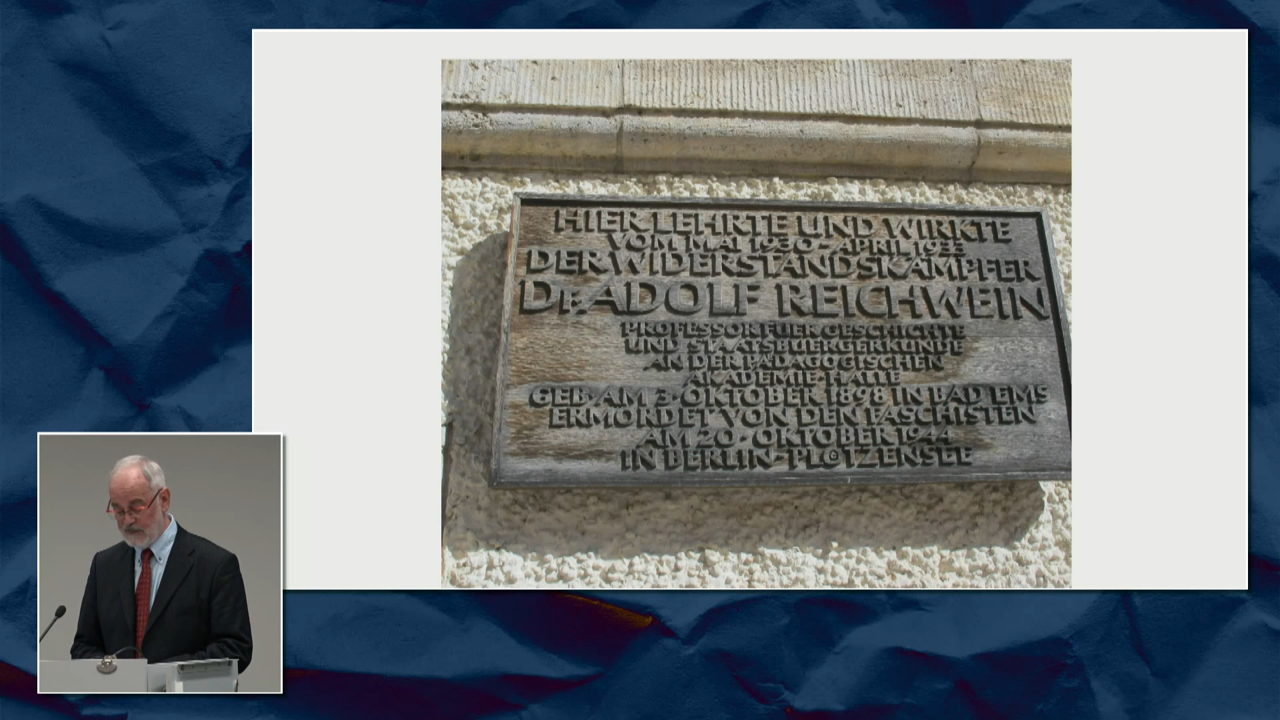 HIER LEHRTE UND WIRKTE
VOM MAI 1930 - APRIL 1933
DER WIDERSTANDSKÄMPFER
Dr. ADOLF REICHWEIN
PROFESSOR FUER GESCHICHTE
UND STAATSBUERGERKUNDE
AN DER PÄDAGOGISCHEN
AKADEMIE HALLE
GEB· AM 3· OKTOBER 1898 IN BAD EMS
ERMORDET VON DEN FASCHISTEN
AM 20· OKTOBER 1944
IN BERLIN-PLÖTZENSEE